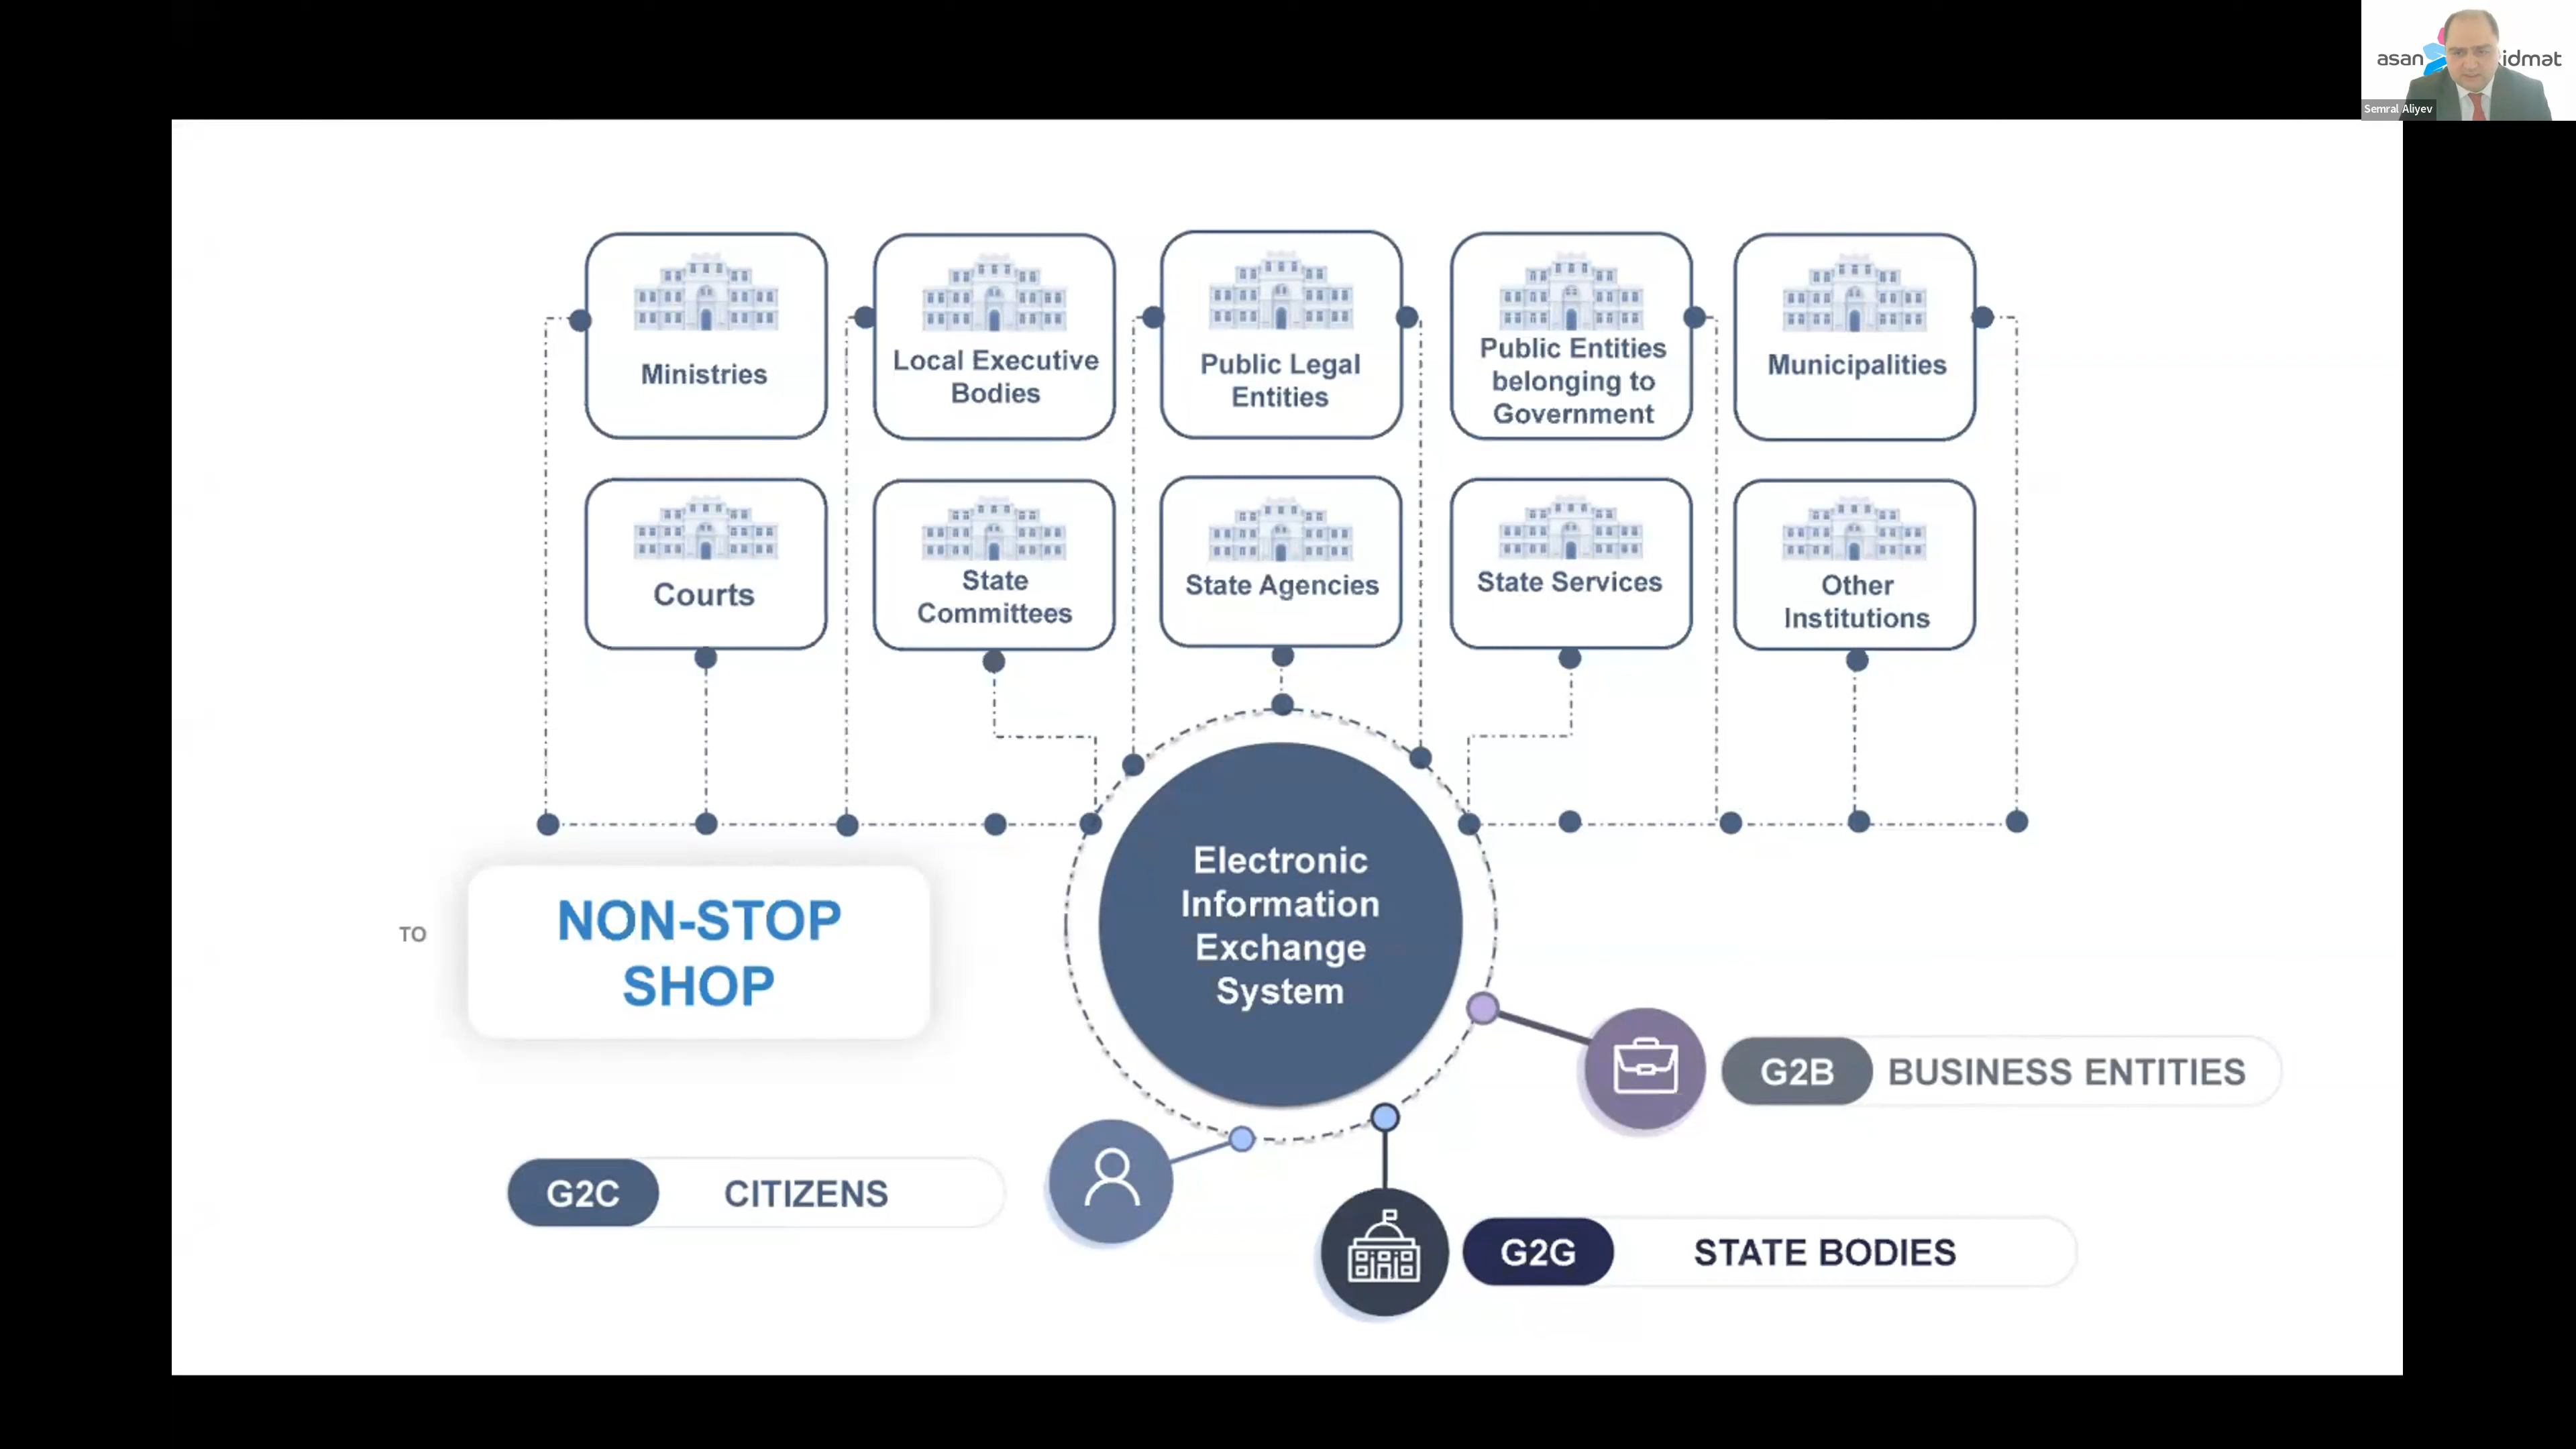 asan
idmat
Semral Aliyev
Ministries
Local Executive
Bodies
Public Legal
Entities
Public Entities
belonging to
Government
Municipalities
Courts
State
Committees
State Agencies
State Services
Other
Institutions
Electronic
Information
Exchange
System
TO
NON-STOP
SHOP
G2B
BUSINESS ENTITIES
G2C
CITIZENS
G2G
STATE BODIES